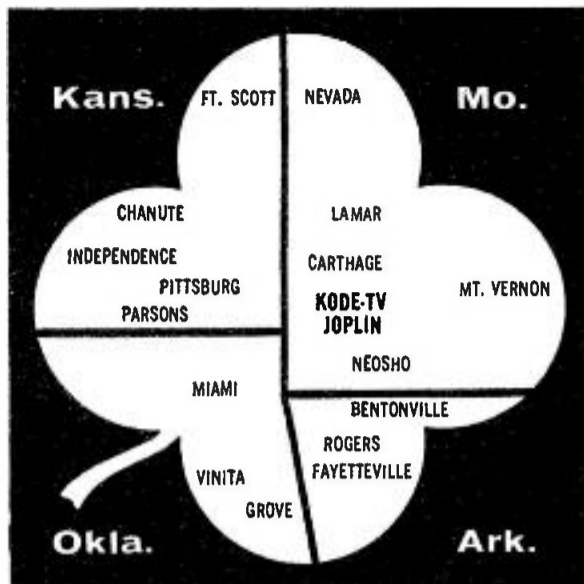 Kans.
FT. SCOTT
NEVADA
Mo.
CHANUTE
LAMAR
INDEPENDENCE
CARTHAGE
PITTSBURG
MT. VERNON
PARSONS
KODE-TV
JOPLIN
NEOSHO
MIAMI
BENTONVILLE
ROGERS
VINITA
FAYETTEVILLE
GROVE
Okla.
Ark.